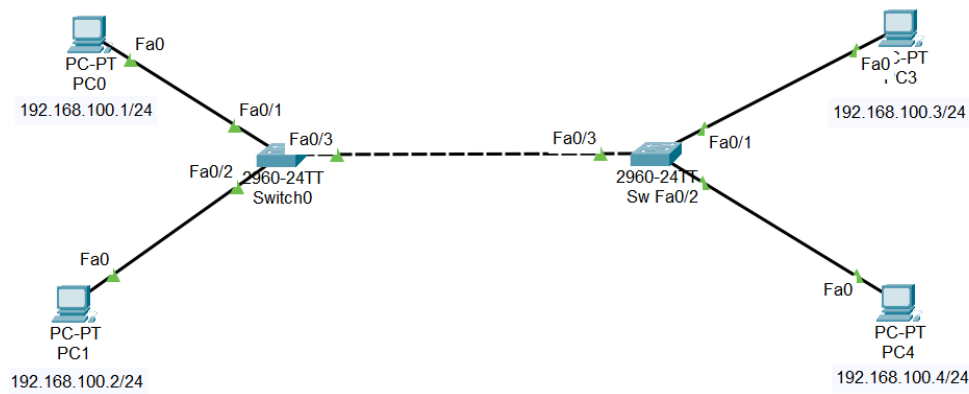 Fa0
PC-PT
PC0
192.168.100.1/24
Fa0/1
Fa0/3
Fa0/2
2960-24TT
Switch0
Fa0
PC-PT
PC1
192.168.100.2/24
Fa0/3
2960-24TT
Sw Fa0/2
Fa0/1
Fa0
C-PT
PC3
192.168.100.3/24
Fa0
PC-PT
PC4
192.168.100.4/24